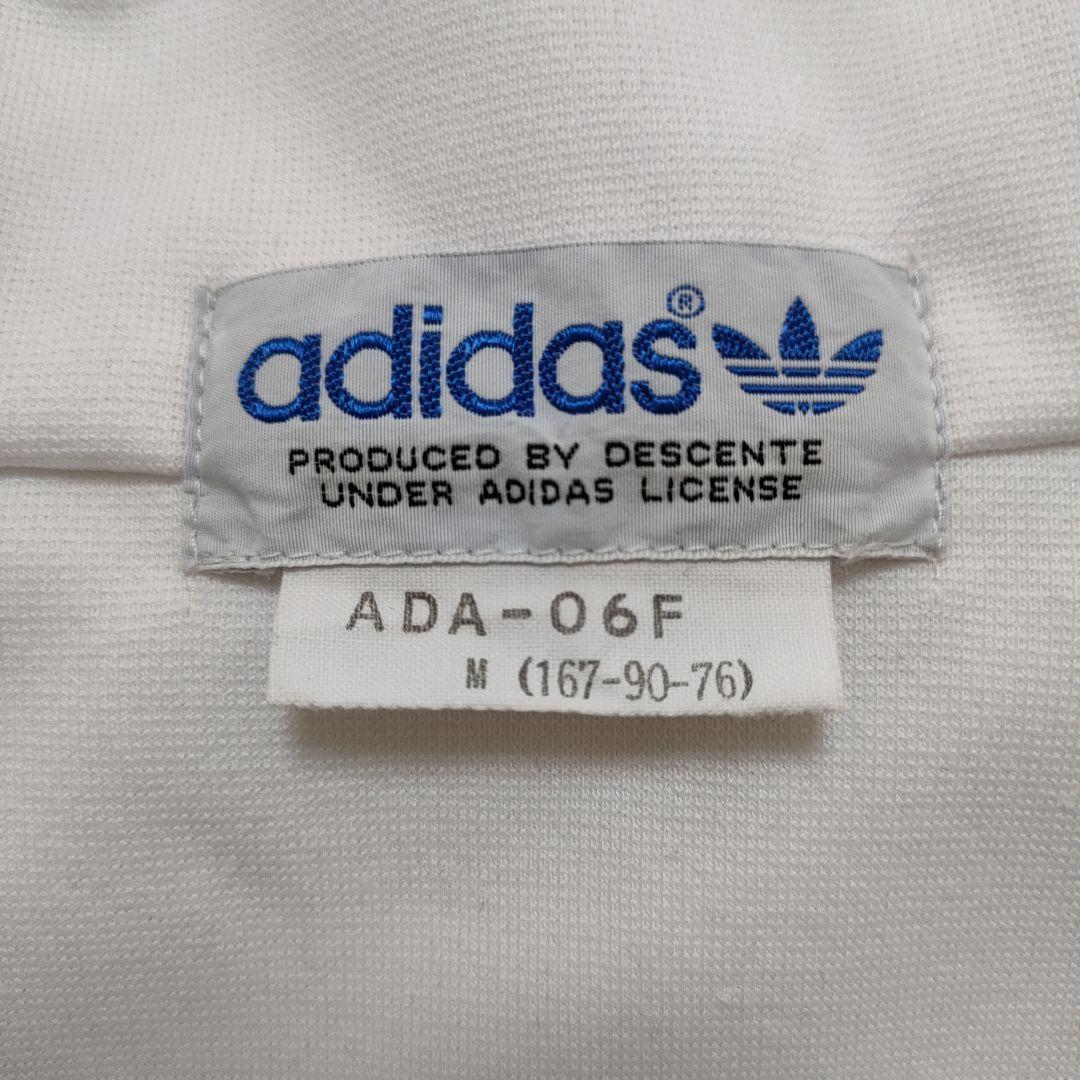 adidas®
PRODUCED BY DESCENTE
UNDER ADIDAS LICENSE
ADA-06F
M (167-90-76)